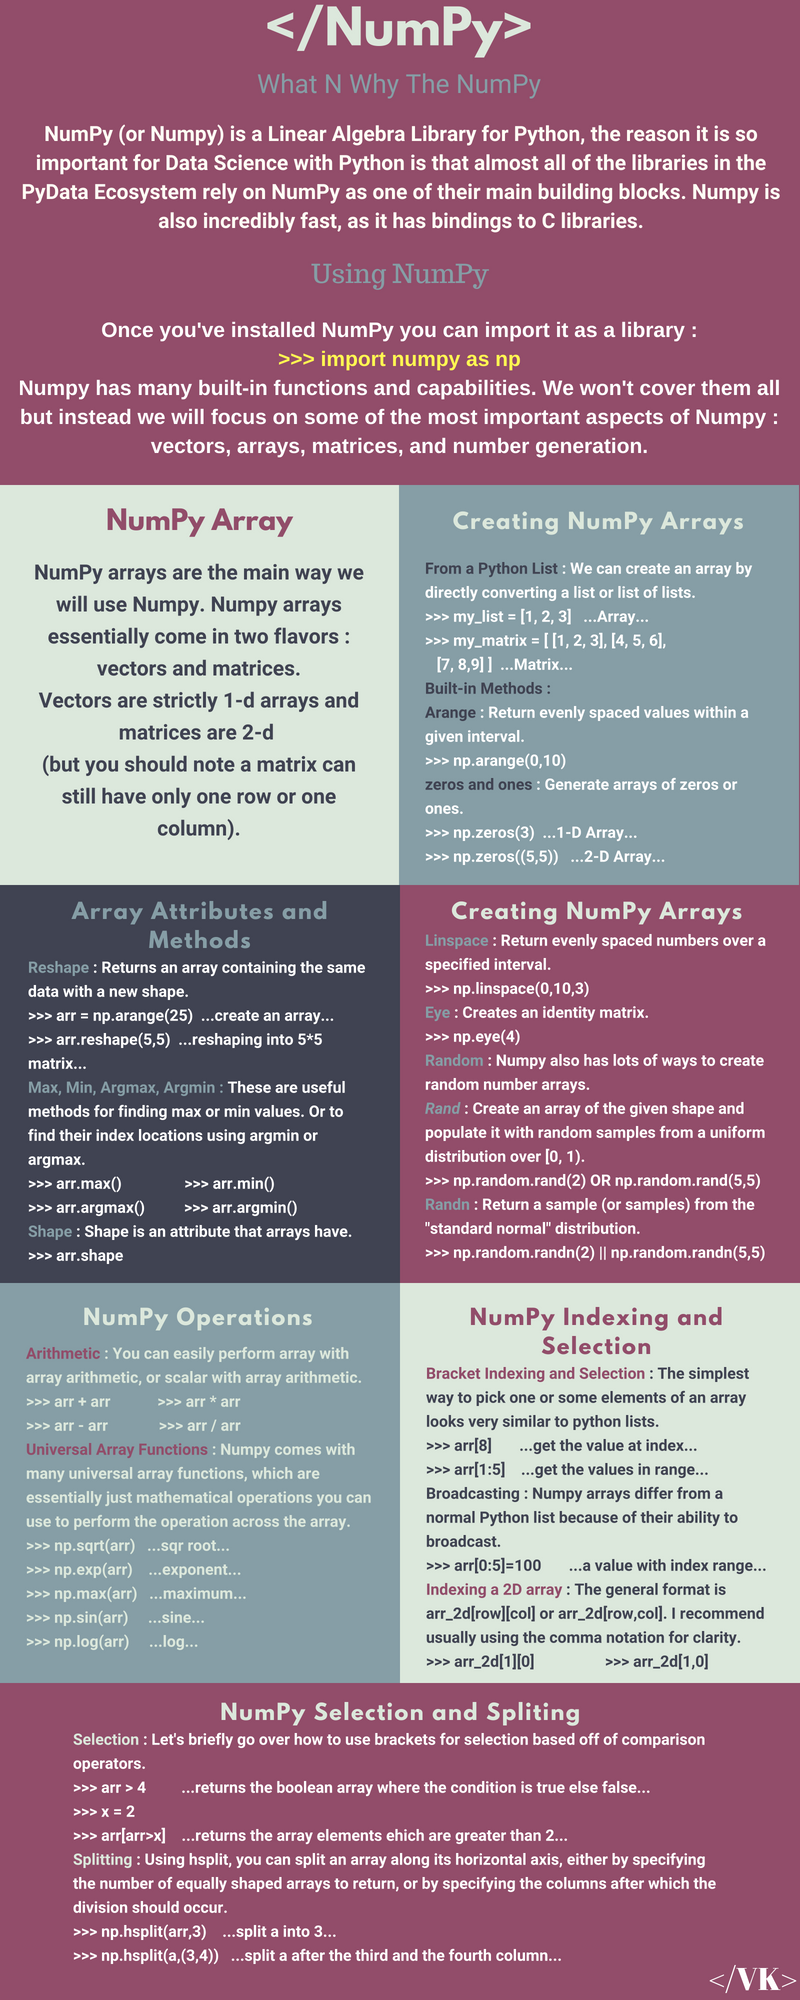 </NumPy>
What N Why The NumPy
NumPy (or Numpy) is a Linear Algebra Library for Python, the reason it is so
important for Data Science with Python is that almost all of the libraries in the
PyData Ecosystem rely on NumPy as one of their main building blocks. Numpy is
also incredibly fast, as it has bindings to C libraries.
Using NumPy
Once you've installed NumPy you can import it as a library :
>>> import numpy as np
Numpy has many built-in functions and capabilities. We won't cover them all
but instead we will focus on some of the most important aspects of Numpy :
vectors, arrays, matrices, and number generation.
NumPy Array
NumPy arrays are the main way we
will use Numpy. Numpy arrays
essentially come in two flavors :
vectors and matrices.
Vectors are strictly 1-d arrays and
matrices are 2-d
(but you should note a matrix can
still have only one row or one
column).
Creating NumPy Arrays
From a Python List : We can create an array by
directly converting a list or list of lists.
>>> my_list = [1, 2, 3]   ...Array...
>>> my_matrix = [ [1, 2, 3], [4, 5, 6],
[7, 8,9] ]  ...Matrix...
Built-in Methods :
Arange : Return evenly spaced values within a
given interval.
>>> np.arange(0,10)
zeros and ones : Generate arrays of zeros or
ones.
>>> np.zeros(3)  ...1-D Array...
>>> np.zeros((5,5))   ...2-D Array...
Array Attributes and
Methods
Reshape : Returns an array containing the same
data with a new shape.
>>> arr = np.arange(25)  ...create an array...
>>> arr.reshape(5,5)  ...reshaping into 5*5
matrix...
Max, Min, Argmax, Argmin : These are useful
methods for finding max or min values. Or to
find their index locations using argmin or
argmax.
>>> arr.max()   >>> arr.min()
>>> arr.argmax()   >>> arr.argmin()
Shape : Shape is an attribute that arrays have.
>>> arr.shape
Creating NumPy Arrays
Linspace : Return evenly spaced numbers over a
specified interval.
>>> np.linspace(0,10,3)
Eye : Creates an identity matrix.
>>> np.eye(4)
Random : Numpy also has lots of ways to create
random number arrays.
Rand : Create an array of the given shape and
populate it with random samples from a uniform
distribution over [0, 1).
>>> np.random.rand(2) OR np.random.rand(5,5)
Randn : Return a sample (or samples) from the
"standard normal" distribution.
>>> np.random.randn(2) || np.random.randn(5,5)
NumPy Operations
Arithmetic : You can easily perform array with
array arithmetic, or scalar with array arithmetic.
>>> arr + arr   >>> arr * arr
>>> arr - arr   >>> arr / arr
Universal Array Functions : Numpy comes with
many universal array functions, which are
essentially just mathematical operations you can
use to perform the operation across the array.
>>> np.sqrt(arr)   ...sqr root...
>>> np.exp(arr)   ...exponent...
>>> np.max(arr)   ...maximum...
>>> np.sin(arr)   ...sine...
>>> np.log(arr)   ...log...
NumPy Indexing and
Selection
Bracket Indexing and Selection : The simplest
way to pick one or some elements of an array
looks very similar to python lists.
>>> arr[8]   ...get the value at index...
>>> arr[1:5]   ...get the values in range...
Broadcasting : Numpy arrays differ from a
normal Python list because of their ability to
broadcast.
>>> arr[0:5]=100   ...a value with index range...
Indexing a 2D array : The general format is
arr_2d[row][col] or arr_2d[row,col]. I recommend
usually using the comma notation for clarity.
>>> arr_2d[1][0]   >>> arr_2d[1,0]
NumPy Selection and Spliting
Selection : Let's briefly go over how to use brackets for selection based off of comparison
operators.
>>> arr > 4   ...returns the boolean array where the condition is true else false...
>>> x = 2
>>> arr[arr>x]   ...returns the array elements ehich are greater than 2...
Splitting : Using hsplit, you can split an array along its horizontal axis, either by specifying
the number of equally shaped arrays to return, or by specifying the columns after which the
division should occur.
>>> np.hsplit(arr,3)   ...split a into 3...
>>> np.hsplit(a,(3,4))   ...split a after the third and the fourth column...
</VK>